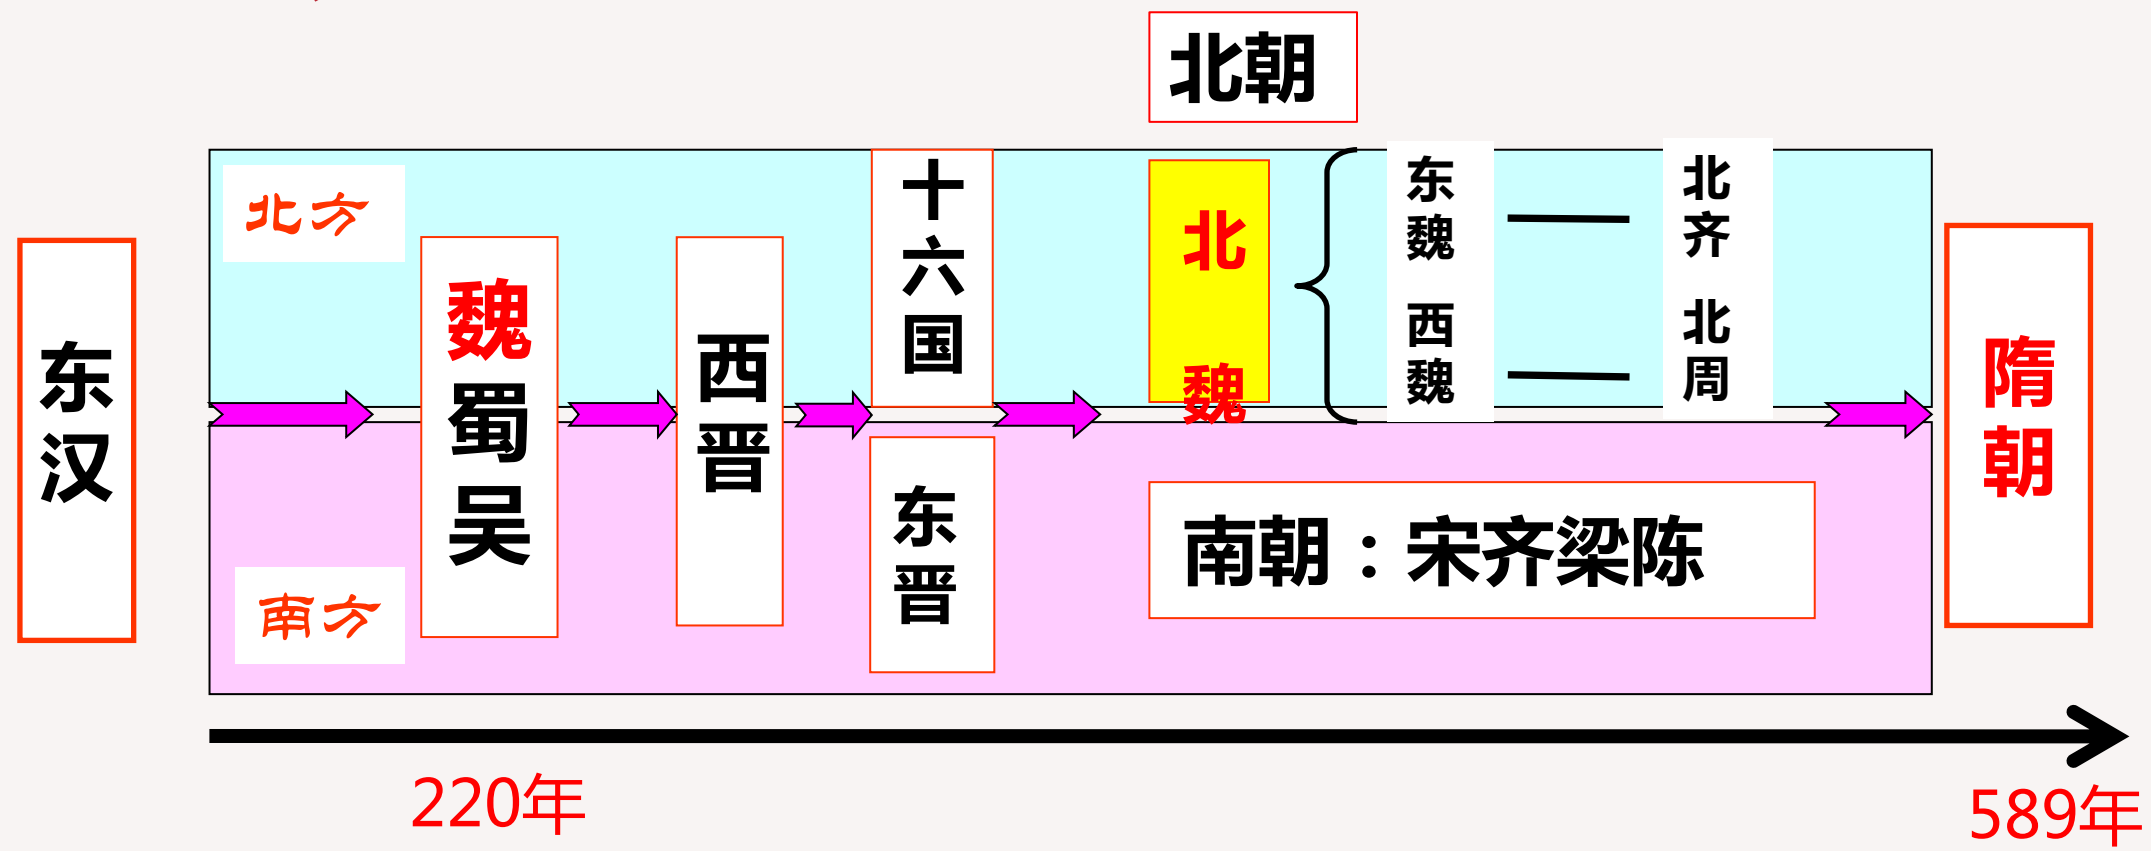 北朝
北方
东汉
魏蜀吴
西晋
十六国
东晋
北魏
东魏
西魏
北齐
北周
南方
南朝：宋齐梁陈
隋朝
220年
589年